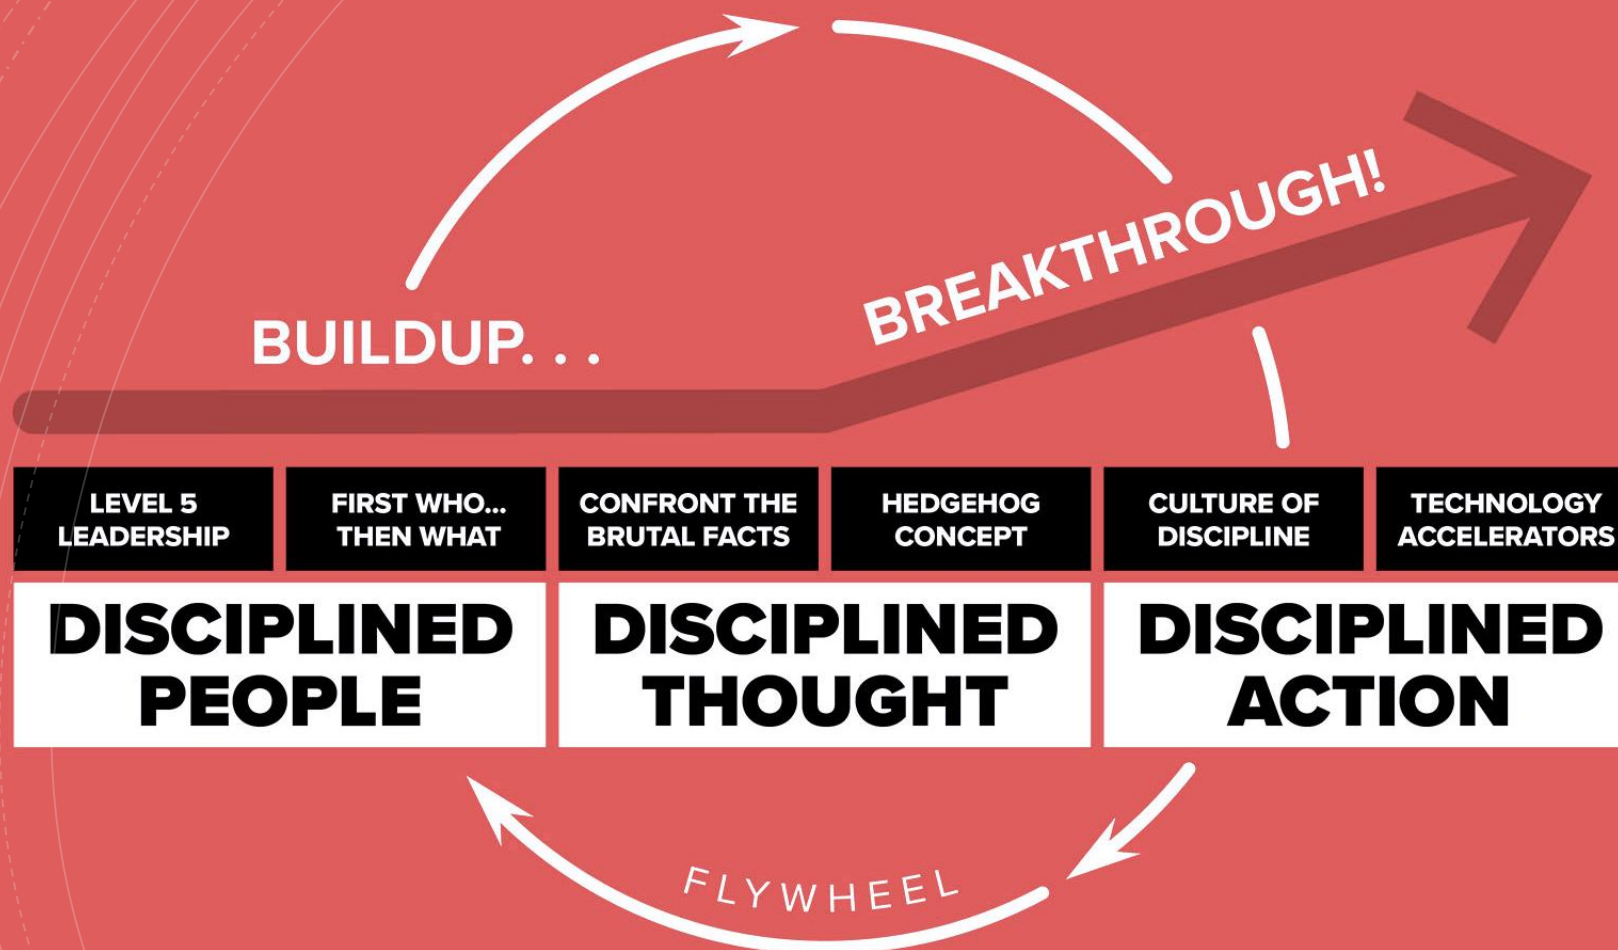 BUILDUP. . .
BREAKTHROUGH!
LEVEL 5
LEADERSHIP
FIRST WHO...
THEN WHAT
CONFRONT THE
BRUTAL FACTS
HEDGEHOG
CONCEPT
CULTURE OF
DISCIPLINE
TECHNOLOGY
ACCELERATORS
DISCIPLINED
PEOPLE
DISCIPLINED
THOUGHT
DISCIPLINED
ACTION
FLYWHEEL